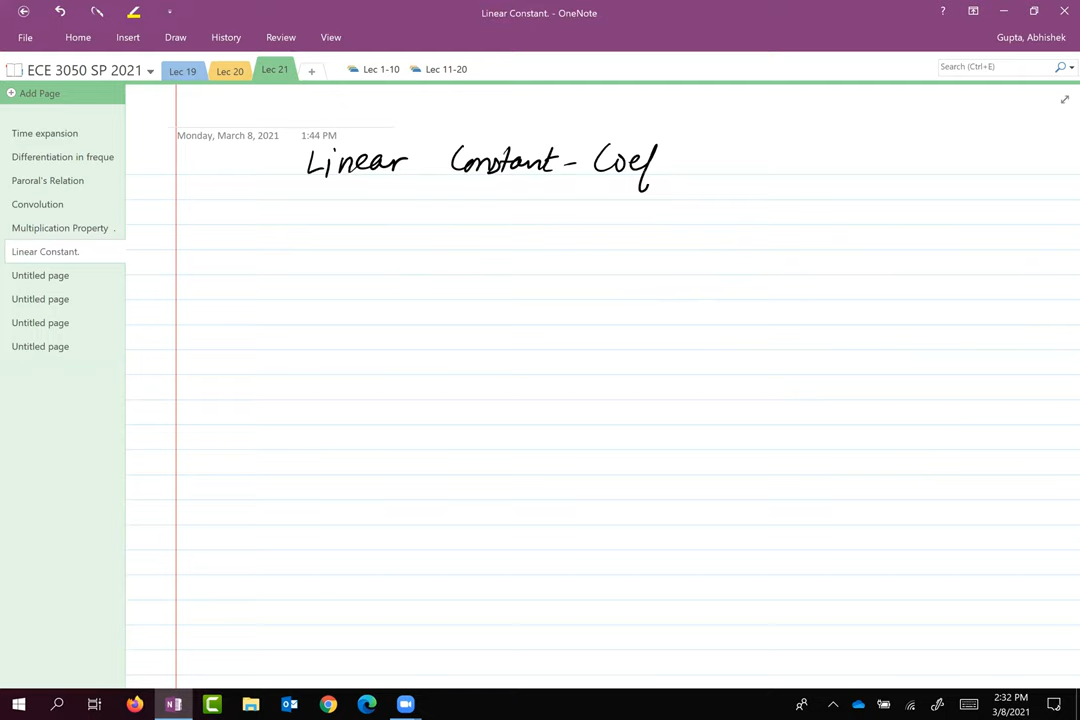 Linear Constant. - OneNote
?
File Home Insert Draw History Review View
Gupta, Abhishek
ECE 3050 SP 2021 Lec 19 Lec 20 Lec 21 + Lec 1-10 Lec 11-20
Search (Ctrl+E)
Add Page
Monday, March 8, 2021 1:44 PM
Linear Constant - Coef
Time expansion
Differentiation in freque
Paroral's Relation
Convolution
Multiplication Property .
Linear Constant.
Untitled page
Untitled page
Untitled page
Untitled page
2:32 PM
3/8/2021